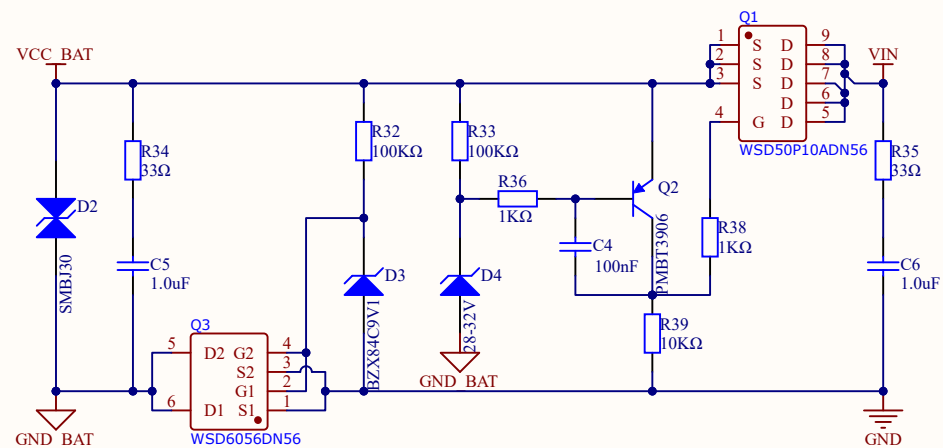 Q1
VCC_BAT
VIN
1 S D 9
2 S D 8
3 S D 7
D 6
4 G D 5
WSD50P10ADN56
R34
33Ω
R32
100KΩ
R33
100KΩ
R36
1KΩ
Q2
PMBT3906
R35
33Ω
D2
SMBJ30
R38
1KΩ
C4
100nF
C5
1.0uF
D3
BZX84C9V1
D4
28-32V
C6
1.0uF
R39
10KΩ
Q3
5 D2 G2 4
S2 3
G1 2
6 D1 S1 1
WSD6056DN56
GND_BAT
GND_BAT
GND